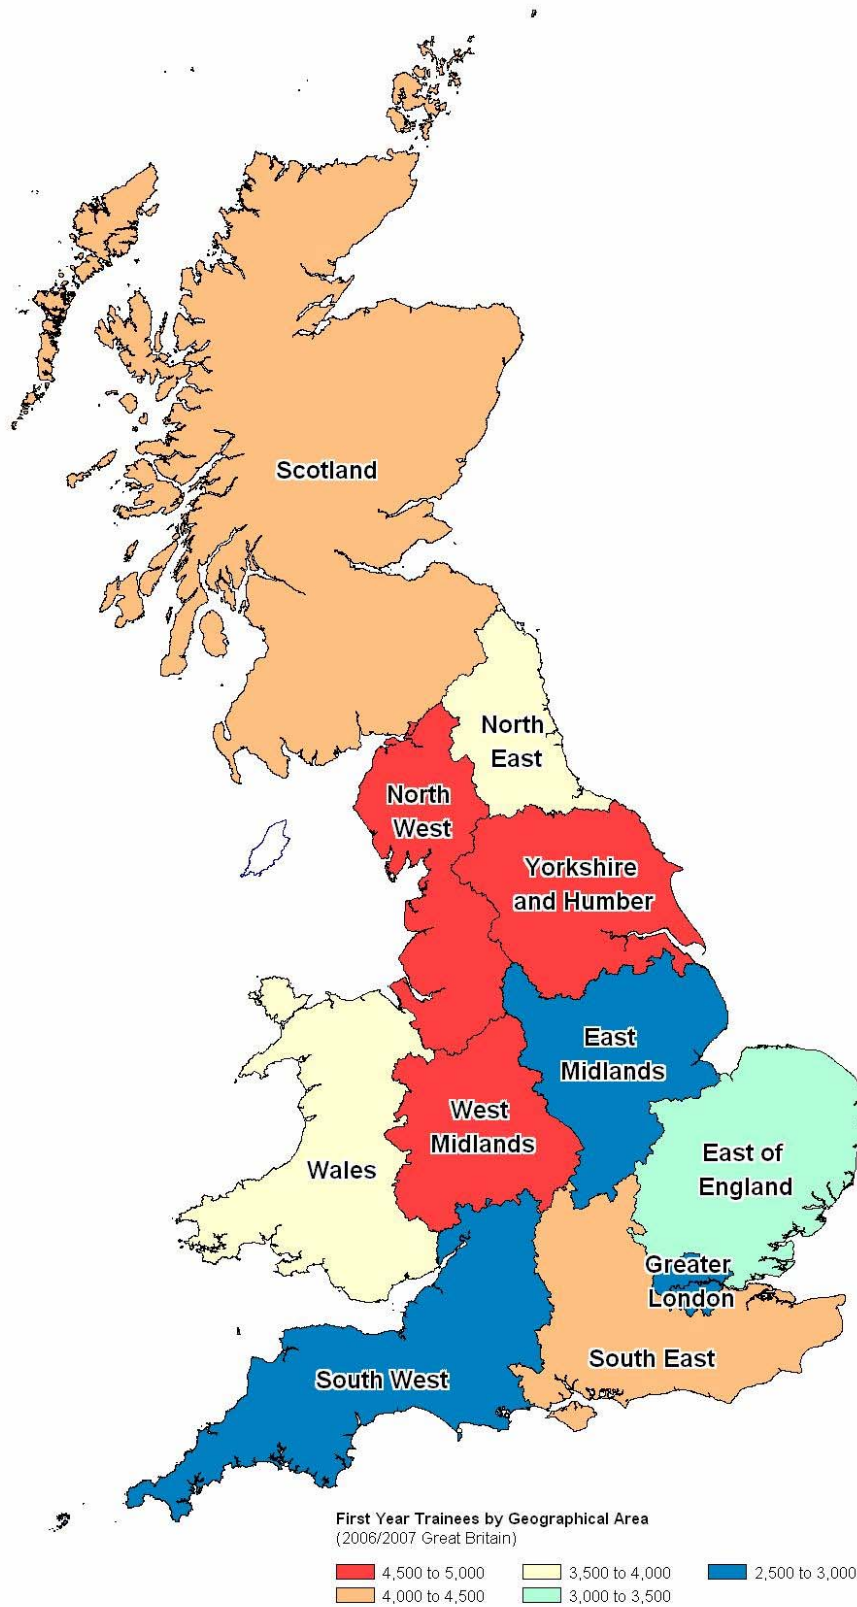 Scotland
North
East
North
West
Yorkshire
and Humber
East
Midlands
West
Midlands
Wales
East of
England
Greater
London
South East
South West
First Year Trainees by Geographical Area
(2006/2007 Great Britain)
4,500 to 5,000
3,500 to 4,000
2,500 to 3,000
4,000 to 4,500
3,000 to 3,500